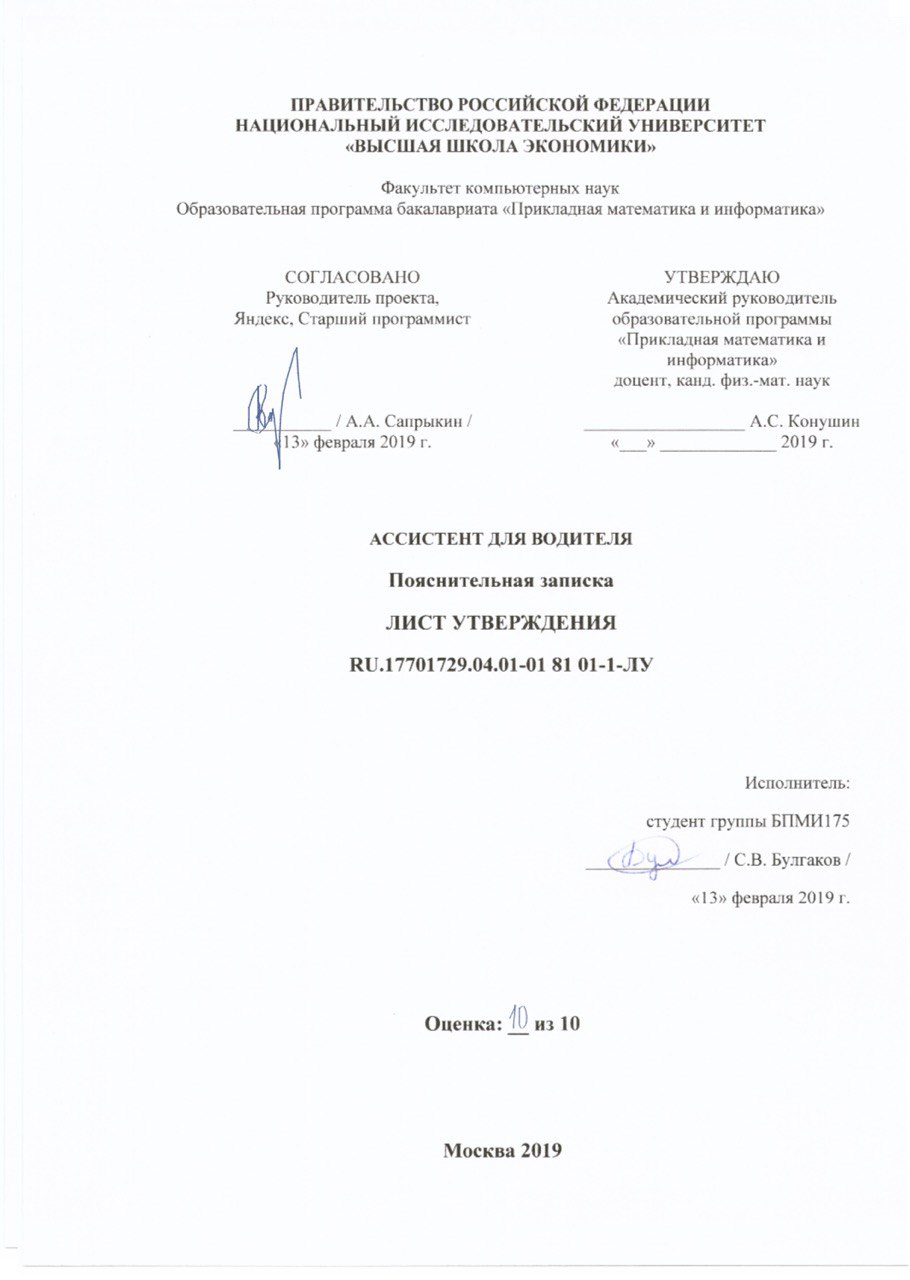 ПРАВИТЕЛЬСТВО РОССИЙСКОЙ ФЕДЕРАЦИИ
НАЦИОНАЛЬНЫЙ ИССЛЕДОВАТЕЛЬСКИЙ УНИВЕРСИТЕТ
«ВЫСШАЯ ШКОЛА ЭКОНОМИКИ»
Факультет компьютерных наук
Образовательная программа бакалавриата «Прикладная математика и информатика»
СОГЛАСОВАНО
Руководитель проекта,
Яндекс, Старший программист
____________ / А.А. Сапрыкин /
«13» февраля 2019 г.
УТВЕРЖДАЮ
Академический руководитель
образовательной программы
«Прикладная математика и
информатика»
доцент, канд. физ.-мат. наук
___________________ А.С. Конушин
«___» ______________ 2019 г.
АССИСТЕНТ ДЛЯ ВОДИТЕЛЯ
Пояснительная записка
ЛИСТ УТВЕРЖДЕНИЯ
RU.17701729.04.01-01 81 01-1-ЛУ
Исполнитель:
студент группы БПМИ175
________________ / С.В. Булгаков /
«13» февраля 2019 г.
Оценка: 10 из 10
Москва 2019